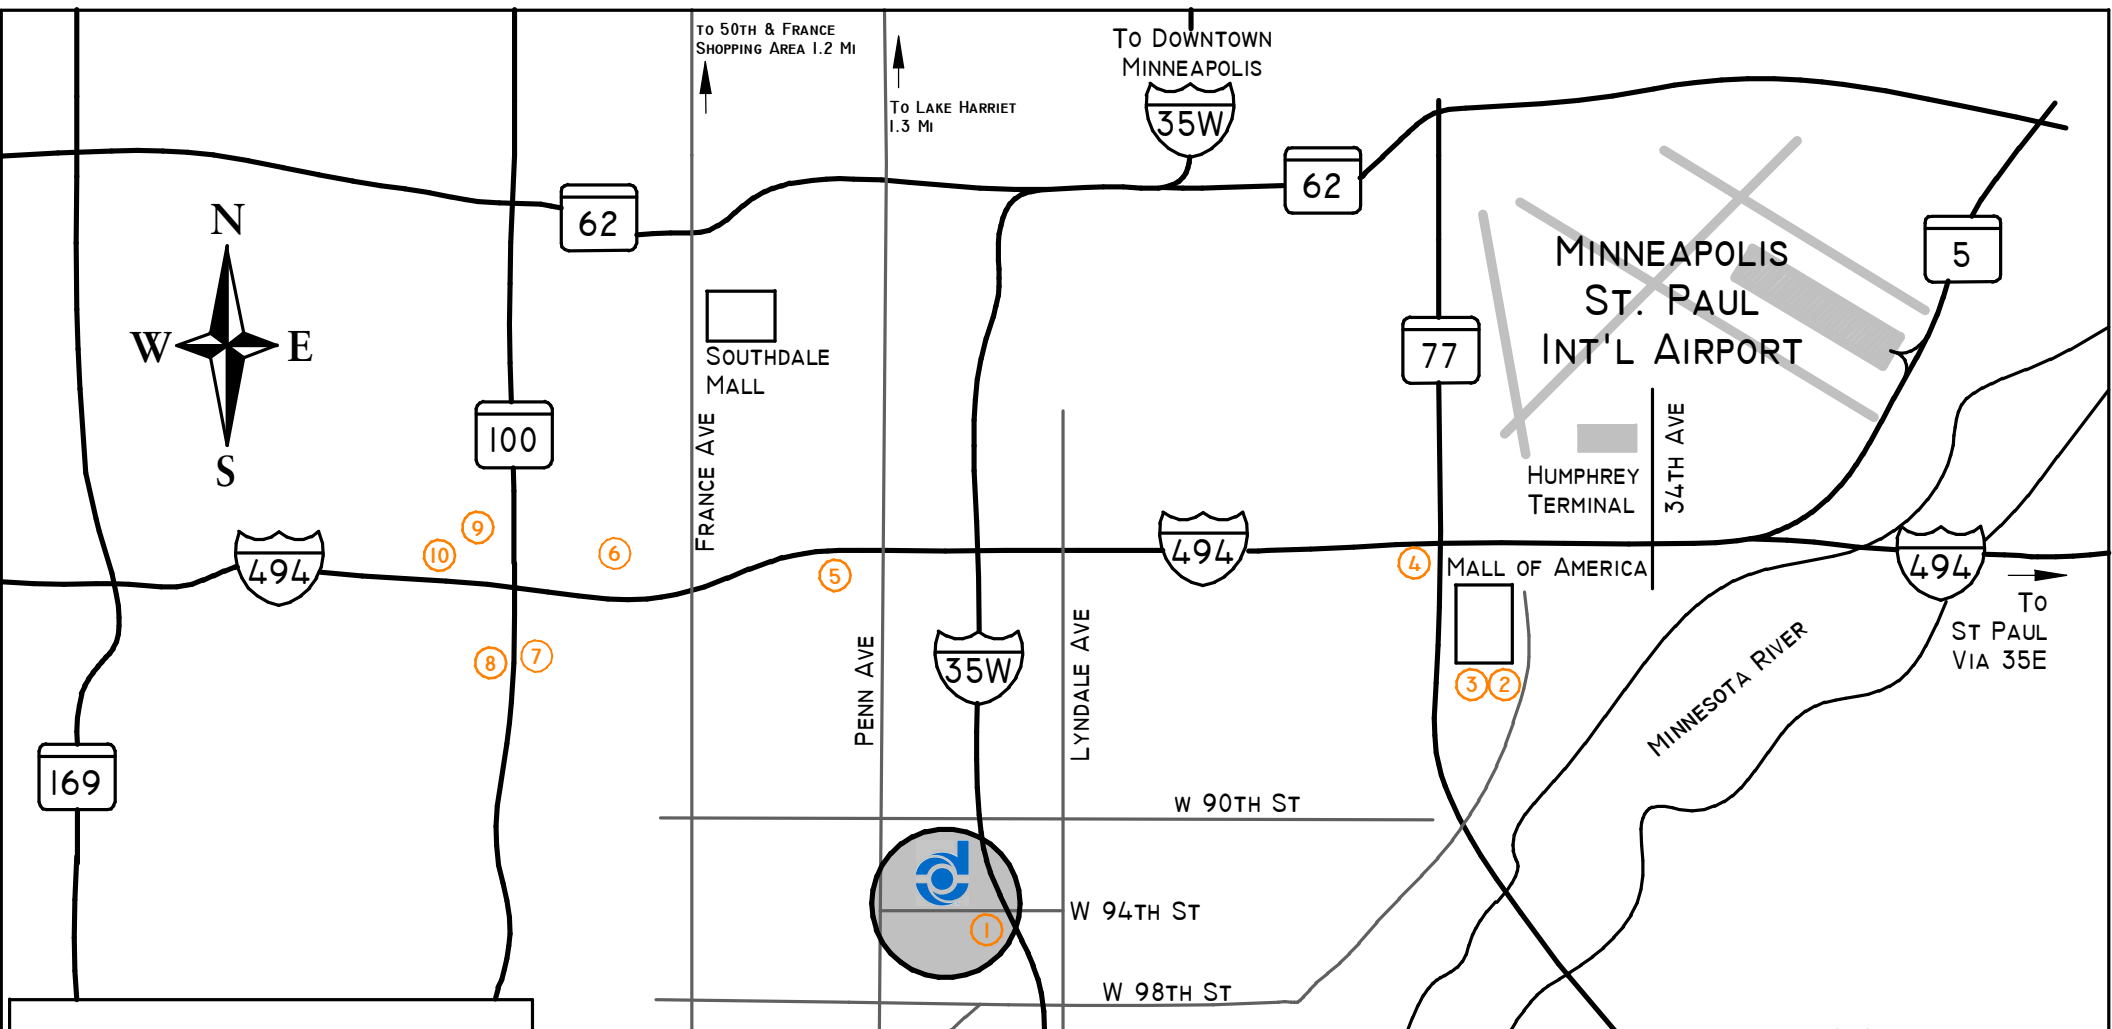 TO 50TH & FRANCE
SHOPPING AREA 1.2 MI
TO LAKE HARRIET
1.3 MI
TO DOWNTOWN
MINNEAPOLIS
35W
62
62
N
W
E
S
SOUTHDALE
MALL
MINNEAPOLIS
ST. PAUL
INT'L AIRPORT
5
77
100
FRANCE AVE
HUMPHREY
TERMINAL
34TH AVE
9
10
6
494
5
494
4
MALL OF AMERICA
494
TO
ST PAUL
VIA 35E
8
7
PENN AVE
35W
LYNDALE AVE
3
2
MINNESOTA RIVER
169
W 90TH ST
d
W 94TH ST
1
W 98TH ST